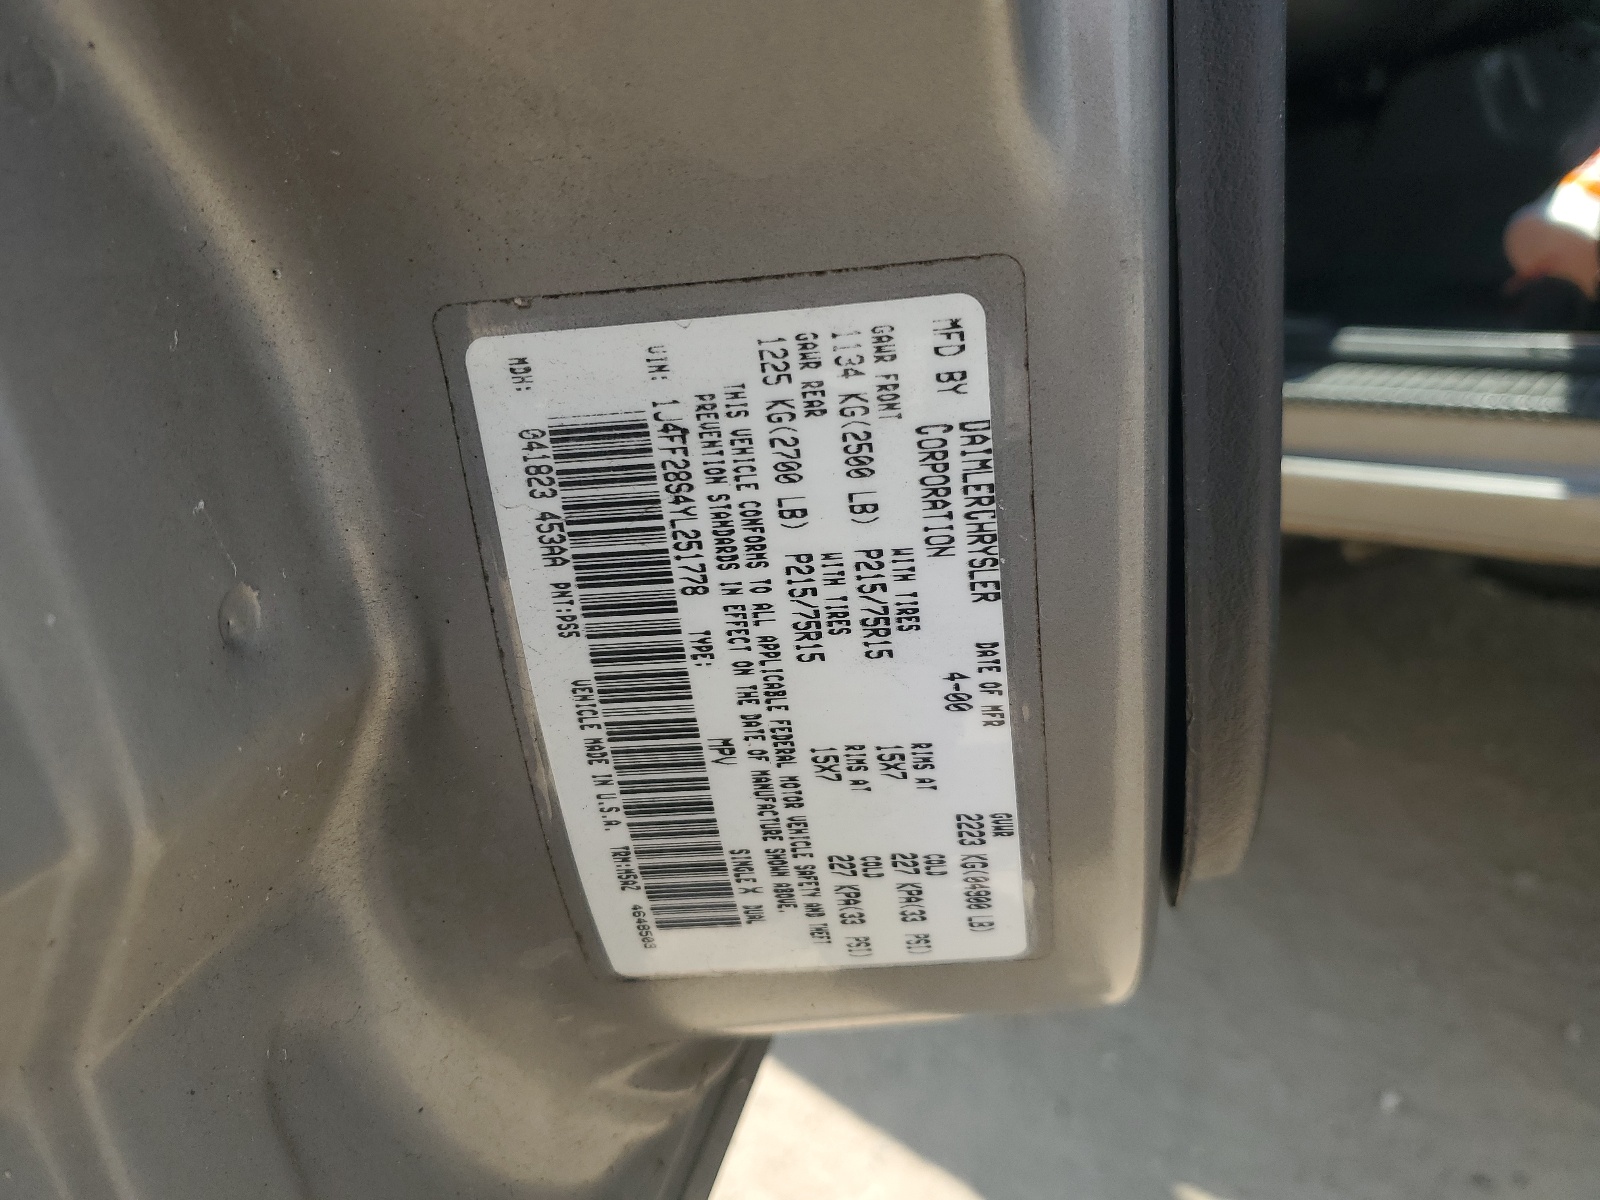 MFD BY DAIMLERCHRYSLER CORPORATION DATE OF MFR 4-00 GVWR 2223 KG(04900 LB)
GAWR FRONT WITH TIRES RIMS AT COLD
1134 KG(2500 LB) P215/75R15 15X7 227 KPA(33 PSI)
GAWR REAR WITH TIRES RIMS AT COLD
1225 KG(2700 LB) P215/75R15 15X7 227 KPA(33 PSI)
THIS VEHICLE CONFORMS TO ALL APPLICABLE FEDERAL MOTOR VEHICLE SAFETY AND THEFT
PREVENTION STANDARDS IN EFFECT ON THE DATE OF MANUFACTURE SHOWN ABOVE.
VIN: 1J4FF28S4YL251778 TYPE: MPV SINGLE X DUAL
MDH: 041823 453AA PNT:PS5 VEHICLE MADE IN U.S.A. TRM:M5AZ 4648503